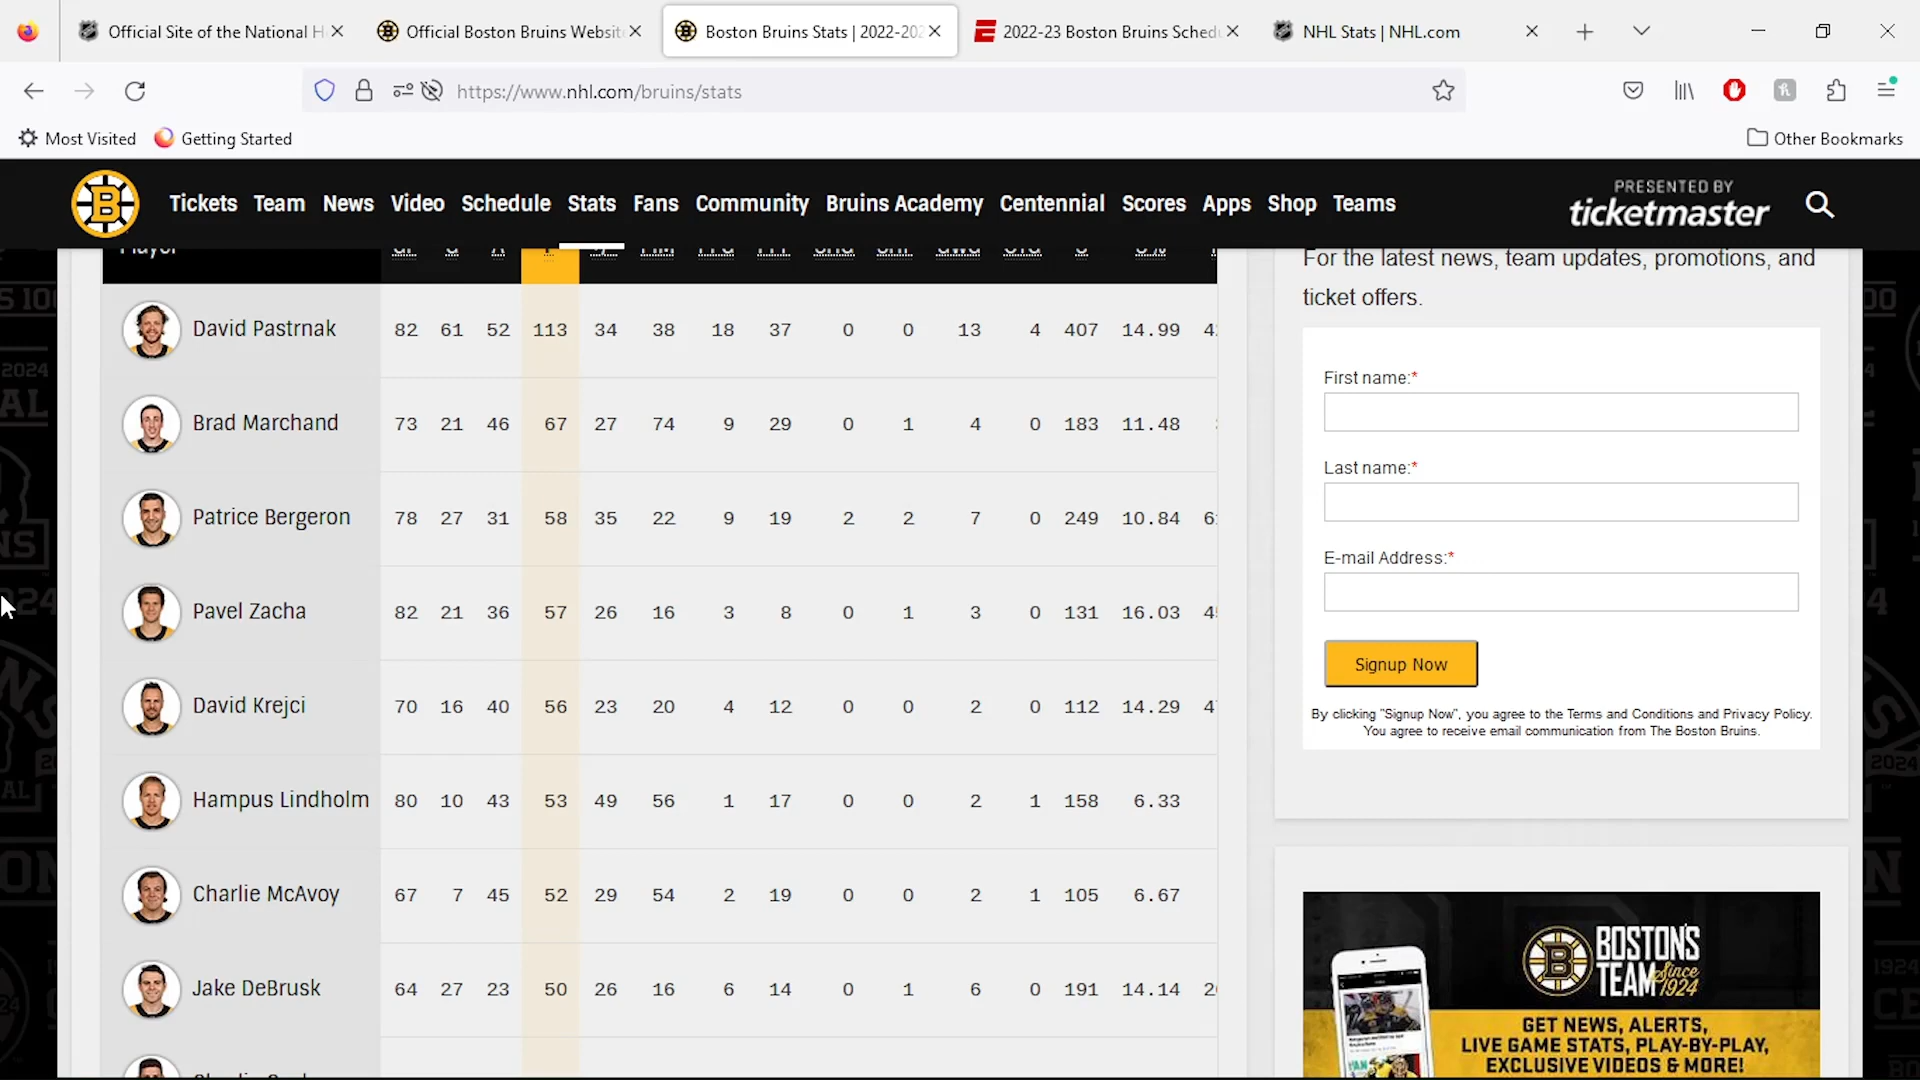 Official Site of the National H
Official Boston Bruins Website
Boston Bruins Stats | 2022-202
2022-23 Boston Bruins Schedu
NHL Stats | NHL.com
https://www.nhl.com/bruins/stats
Most Visited
Getting Started
Other Bookmarks
Tickets Team News Video Schedule Stats Fans Community Bruins Academy Centennial Scores Apps Shop Teams
PRESENTED BY
ticketmaster
Player
David Pastrnak 82 61 52 113 34 38 18 37 0 0 13 4 407 14.99
Brad Marchand 73 21 46 67 27 74 9 29 0 1 4 0 183 11.48
Patrice Bergeron 78 27 31 58 35 22 9 19 2 2 7 0 249 10.84
Pavel Zacha 82 21 36 57 26 16 3 8 0 1 3 0 131 16.03
David Krejci 70 16 40 56 23 20 4 12 0 0 2 0 112 14.29
Hampus Lindholm 80 10 43 53 49 56 1 17 0 0 2 1 158 6.33
Charlie McAvoy 67 7 45 52 29 54 2 19 0 0 2 1 105 6.67
Jake DeBrusk 64 27 23 50 26 16 6 14 0 1 6 0 191 14.14
For the latest news, team updates, promotions, and
ticket offers.
First name:*
Last name:*
E-mail Address:*
Signup Now
By clicking "Signup Now", you agree to the Terms and Conditions and Privacy Policy.
You agree to receive email communication from The Boston Bruins.
BOSTON'S
TEAM Since
1924
GET NEWS, ALERTS,
LIVE GAME STATS, PLAY-BY-PLAY,
EXCLUSIVE VIDEOS & MORE!